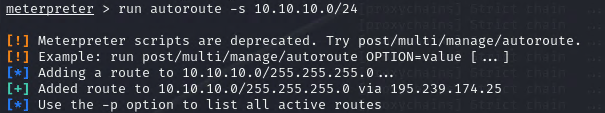 meterpreter > run autoroute -s 10.10.10.0/24
[!] Meterpreter scripts are deprecated. Try post/multi/manage/autoroute.
[!] Example: run post/multi/manage/autoroute OPTION=value [ ... ]
[*] Adding a route to 10.10.10.0/255.255.255.0 ...
[+] Added route to 10.10.10.0/255.255.255.0 via 195.239.174.25
[*] Use the -p option to list all active routes